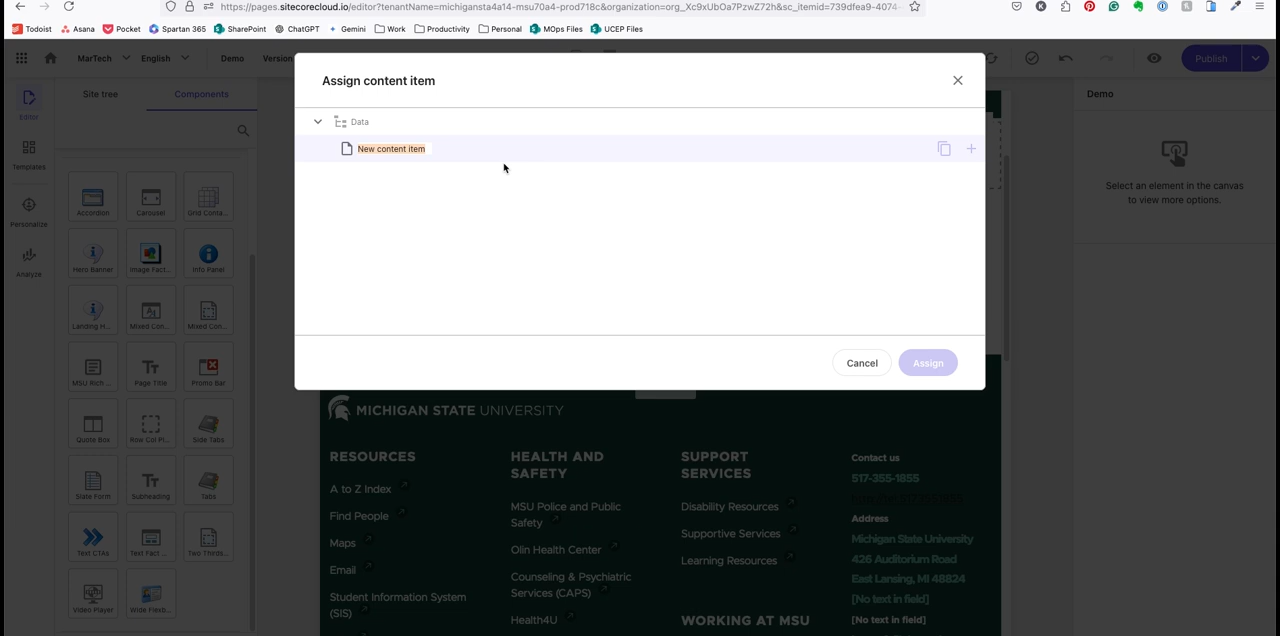 https://pages.sitecorecloud.io/editor?tenantName=michigansta4a14-msu70a4-prod718c&organization=org_Xc9xUbOa7PzwZ72h&sc_itemid=739dfea9-4074-
Todoist Asana Pocket Spartan 365 SharePoint ChatGPT Gemini Work Productivity Personal MOps Files UCEP Files
MarTech English Demo Version Publish
Assign content item
Site tree Components
Demo
Editor
Data
New content item
Templates
Select an element in the canvas
to view more options.
Accordion Carousel Grid Conta...
Personalize
Hero Banner Image Fact... Info Panel
Analyze
Landing H... Mixed Con... Mixed Con...
Cancel Assign
MSU Rich ... Page Title Promo Bar
MICHIGAN STATE UNIVERSITY
Quote Box Row Col Pl... Side Tabs
RESOURCES
A to Z Index
Find People
Maps
Email
Student Information System
(SIS)
HEALTH AND
SAFETY
MSU Police and Public
Safety
Olin Health Center
Counseling & Psychiatric
Services (CAPS)
Health4U
SUPPORT
SERVICES
Disability Resources
Supportive Services
Learning Resources
WORKING AT MSU
Contact us
517-355-1855
Address
Michigan State University
426 Auditorium Road
East Lansing, MI 48824
[No text in field]
[No text in field]
Slate Form Subheading Tabs
Text CTAs Text Fact ... Two Thirds...
Video Player Wide Flexb...